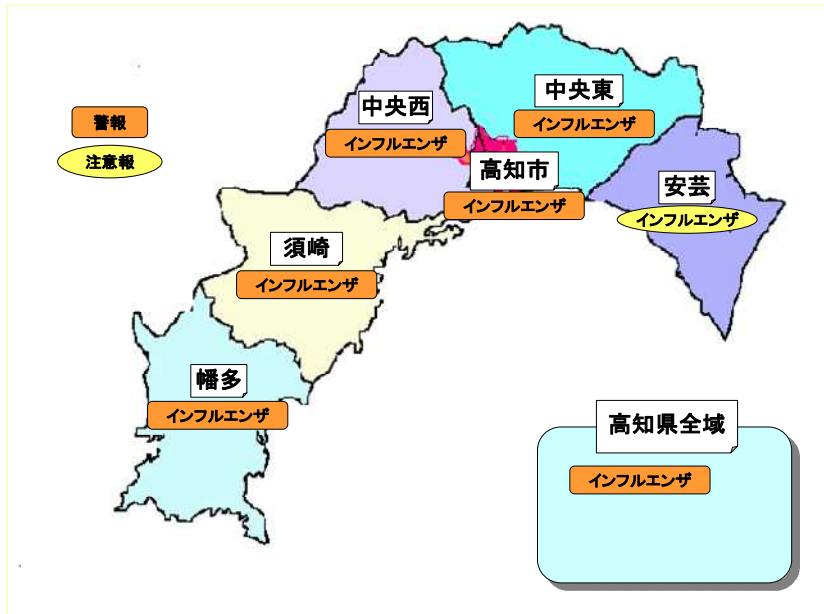 警報
注意報
中央西
インフルエンザ
中央東
インフルエンザ
高知市
インフルエンザ
安芸
インフルエンザ
須崎
インフルエンザ
幡多
インフルエンザ
高知県全域
インフルエンザ